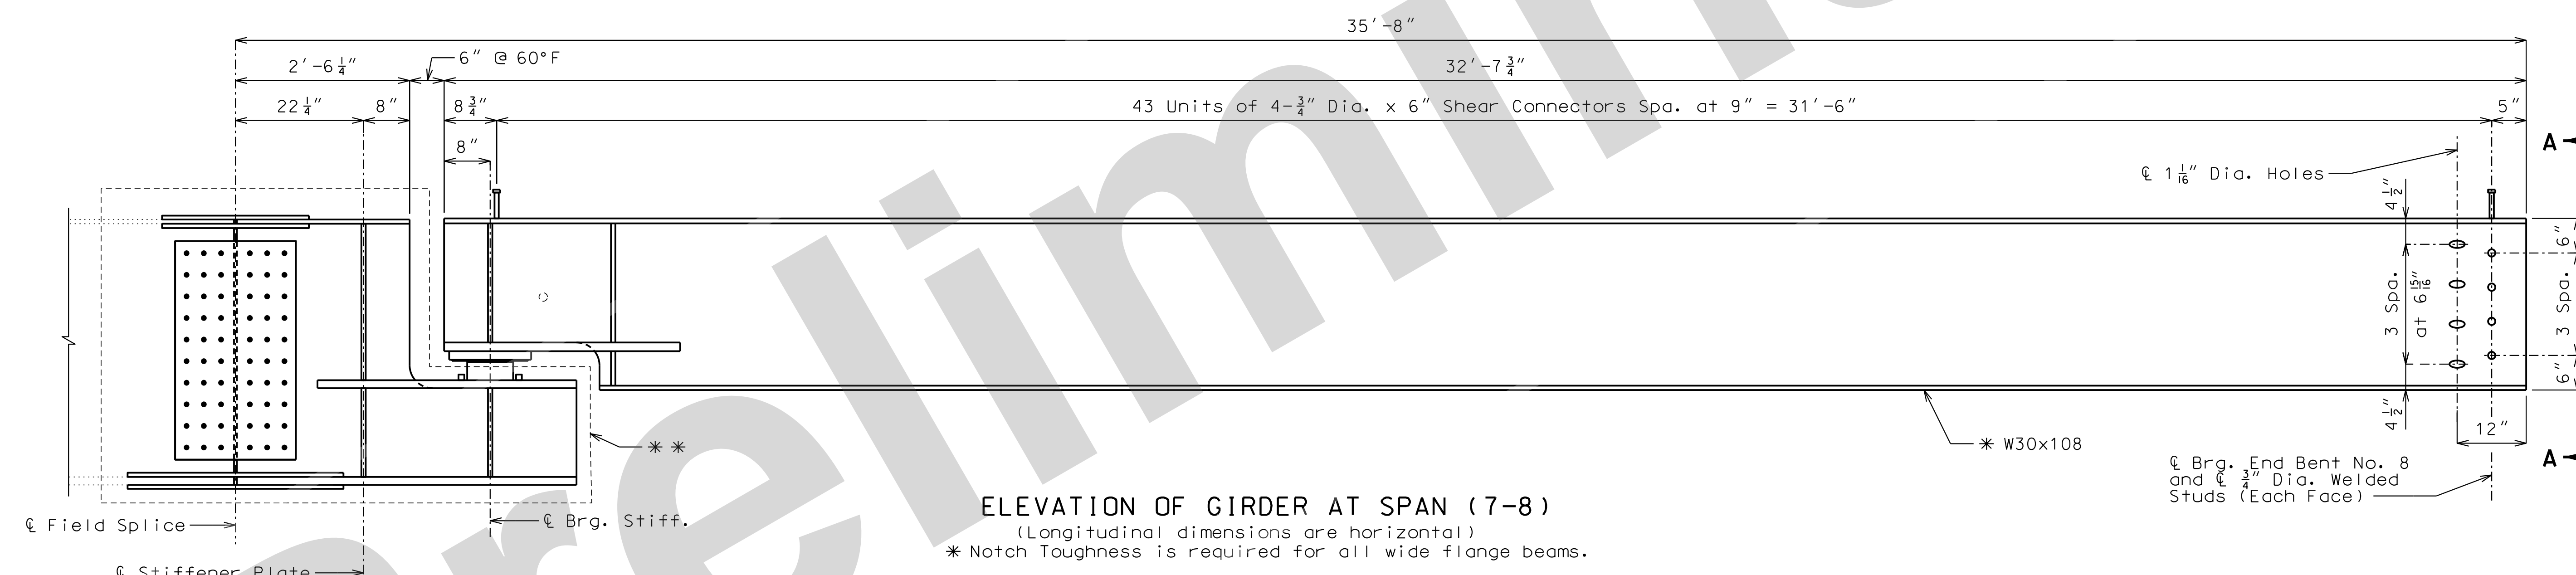 35'-8"
2'-6 1/4"
6" @ 60°F
32'-7 3/4"
22 1/4"
8"
8 3/4"
43 Units of 4-3/4" Dia. x 6" Shear Connectors Spa. at 9" = 31'-6"
5"
8"
A
℄ 1 1/16" Dia. Holes
4 1/2"
6"
3 Spa.
at 6 15/16"
3 Spa.
6"
4 1/2"
12"
* *
* W30x108
℄ Brg. End Bent No. 8
and ℄ 3/4" Dia. Welded
Studs (Each Face)
A
℄ Field Splice
℄ Brg. Stiff.
℄ Stiffener Plate
ELEVATION OF GIRDER AT SPAN (7-8)
(Longitudinal dimensions are horizontal)
* Notch Toughness is required for all wide flange beams.